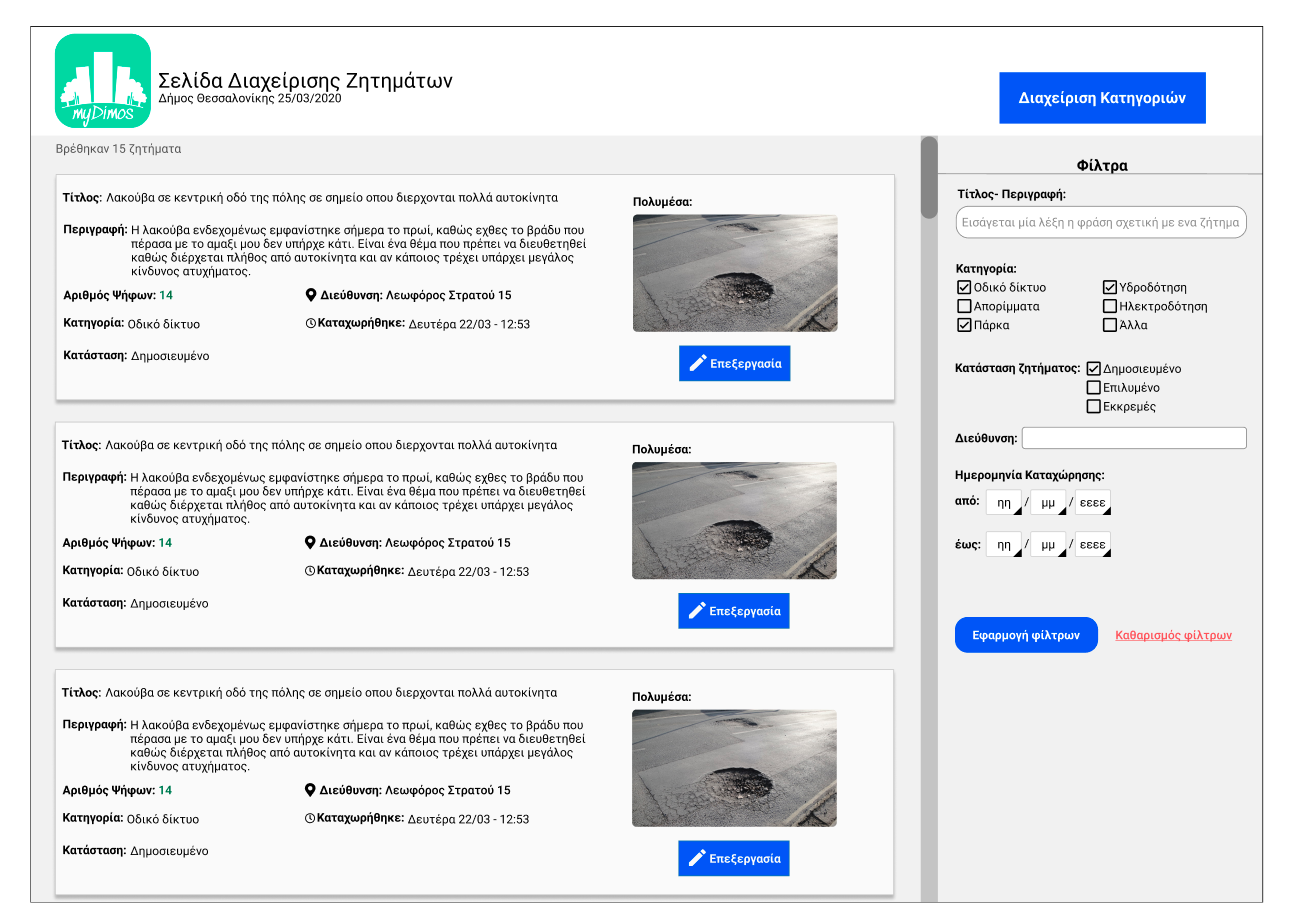 myDimos
Σελίδα Διαχείρισης Ζητημάτων
Δήμος Θεσσαλονίκης 25/03/2020
Διαχείριση Κατηγοριών
Βρέθηκαν 15 ζητήματα
Τίτλος: Λακούβα σε κεντρική οδό της πόλης σε σημείο οπου διερχονται πολλά αυτοκίνητα
Περιγραφή: Η λακούβα ενδεχομένως εμφανίστηκε σήμερα το πρωί, καθώς εχθες το βράδυ που
πέρασα με το αμαξι μου δεν υπήρχε κάτι. Είναι ένα θέμα που πρέπει να διευθετηθεί
καθώς διέρχεται πλήθος από αυτοκίνητα και αν κάποιος τρέχει υπάρχει μεγάλος
κίνδυνος ατυχήματος.
Αριθμός Ψήφων: 14
Διεύθυνση: Λεωφόρος Στρατού 15
Κατηγορία: Οδικό δίκτυο
Καταχωρήθηκε: Δευτέρα 22/03 - 12:53
Κατάσταση: Δημοσιευμένο
Πολυμέσα:
Επεξεργασία
Τίτλος: Λακούβα σε κεντρική οδό της πόλης σε σημείο οπου διερχονται πολλά αυτοκίνητα
Περιγραφή: Η λακούβα ενδεχομένως εμφανίστηκε σήμερα το πρωί, καθώς εχθες το βράδυ που
πέρασα με το αμαξι μου δεν υπήρχε κάτι. Είναι ένα θέμα που πρέπει να διευθετηθεί
καθώς διέρχεται πλήθος από αυτοκίνητα και αν κάποιος τρέχει υπάρχει μεγάλος
κίνδυνος ατυχήματος.
Αριθμός Ψήφων: 14
Διεύθυνση: Λεωφόρος Στρατού 15
Κατηγορία: Οδικό δίκτυο
Καταχωρήθηκε: Δευτέρα 22/03 - 12:53
Κατάσταση: Δημοσιευμένο
Πολυμέσα:
Επεξεργασία
Τίτλος: Λακούβα σε κεντρική οδό της πόλης σε σημείο οπου διερχονται πολλά αυτοκίνητα
Περιγραφή: Η λακούβα ενδεχομένως εμφανίστηκε σήμερα το πρωί, καθώς εχθες το βράδυ που
πέρασα με το αμαξι μου δεν υπήρχε κάτι. Είναι ένα θέμα που πρέπει να διευθετηθεί
καθώς διέρχεται πλήθος από αυτοκίνητα και αν κάποιος τρέχει υπάρχει μεγάλος
κίνδυνος ατυχήματος.
Αριθμός Ψήφων: 14
Διεύθυνση: Λεωφόρος Στρατού 15
Κατηγορία: Οδικό δίκτυο
Καταχωρήθηκε: Δευτέρα 22/03 - 12:53
Κατάσταση: Δημοσιευμένο
Πολυμέσα:
Επεξεργασία
Φίλτρα
Τίτλος- Περιγραφή:
Εισάγεται μία λέξη η φράση σχετική με ενα ζήτημα
Κατηγορία:
Οδικό δίκτυο
Υδροδότηση
Απορίμματα
Ηλεκτροδότηση
Πάρκα
Άλλα
Κατάσταση ζητήματος: Δημοσιευμένο
Επιλυμένο
Εκκρεμές
Διεύθυνση:
Ημερομηνία Καταχώρησης:
από: ηη / μμ / εεεε
έως: ηη / μμ / εεεε
Εφαρμογή φίλτρων
Καθαρισμός φίλτρων